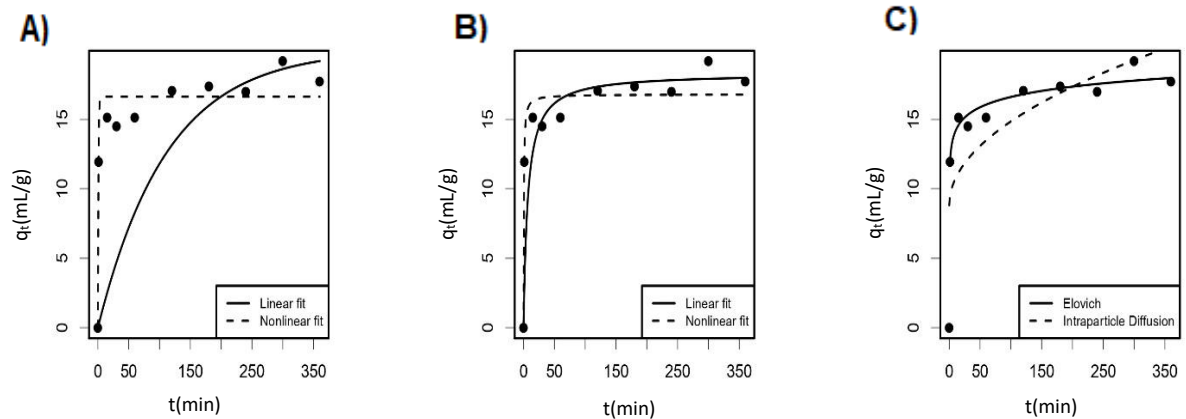 A)
qt(mL/g)
15
10
5
0
Linear fit
Nonlinear fit
0 50 150 250 350
t(min)
B)
qt(mL/g)
15
10
5
0
Linear fit
Nonlinear fit
0 50 150 250 350
t(min)
C)
qt(mL/g)
15
10
5
0
Elovich
Intraparticle Diffusion
0 50 150 250 350
t(min)